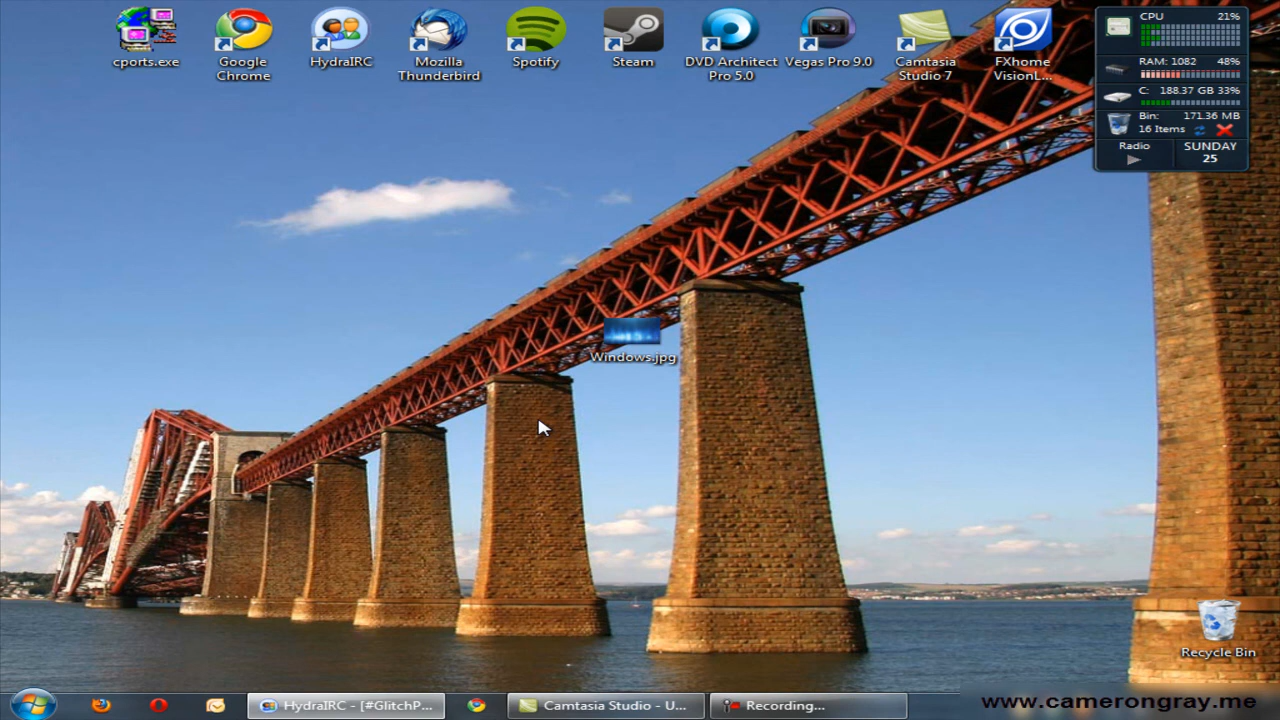 cports.exe
Google
Chrome
HydraIRC
Mozilla
Thunderbird
Spotify
Steam
DVD Architect
Pro 5.0
Vegas Pro 9.0
Camtasia
Studio 7
FXhome
VisionL...
CPU 21%
RAM: 1082 48%
C: 188.37 GB 33%
Bin: 171.36 MB
16 Items
Radio
SUNDAY
25
Windows.jpg
Recycle Bin
HydraIRC - [#GlitchP...
Camtasia Studio - U...
Recording...
www.camerongray.me